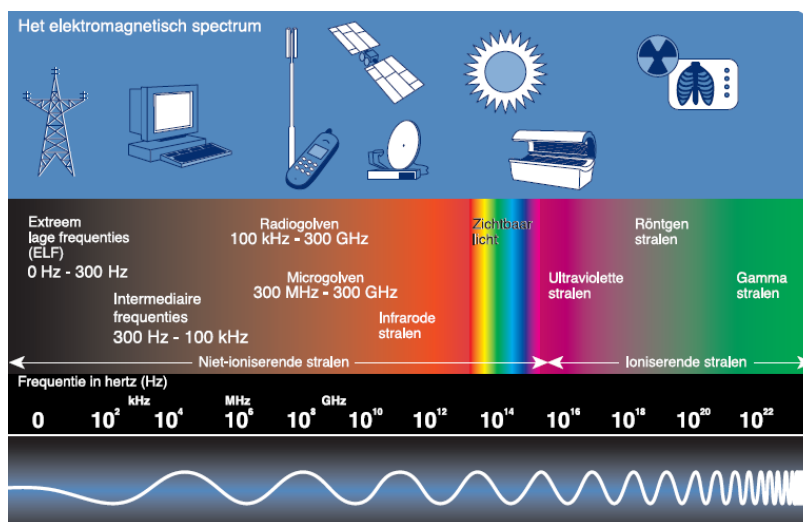 Het elektromagnetisch spectrum
Extreem
lage frequenties
(ELF)
0 Hz - 300 Hz
Intermediaire
frequenties
300 Hz - 100 kHz
Radiogolven
100 kHz - 300 GHz
Microgolven
300 MHz - 300 GHz
Infrarode
stralen
Zichtbaar
licht
Ultraviolette
stralen
Röntgen
stralen
Gamma
stralen
Niet-ioniserende stralen
Ioniserende stralen
Frequentie in hertz (Hz)
kHz MHz GHz
0 10² 10⁴ 10⁶ 10⁸ 10¹⁰ 10¹² 10¹⁴ 10¹⁶ 10¹⁸ 10²⁰ 10²²